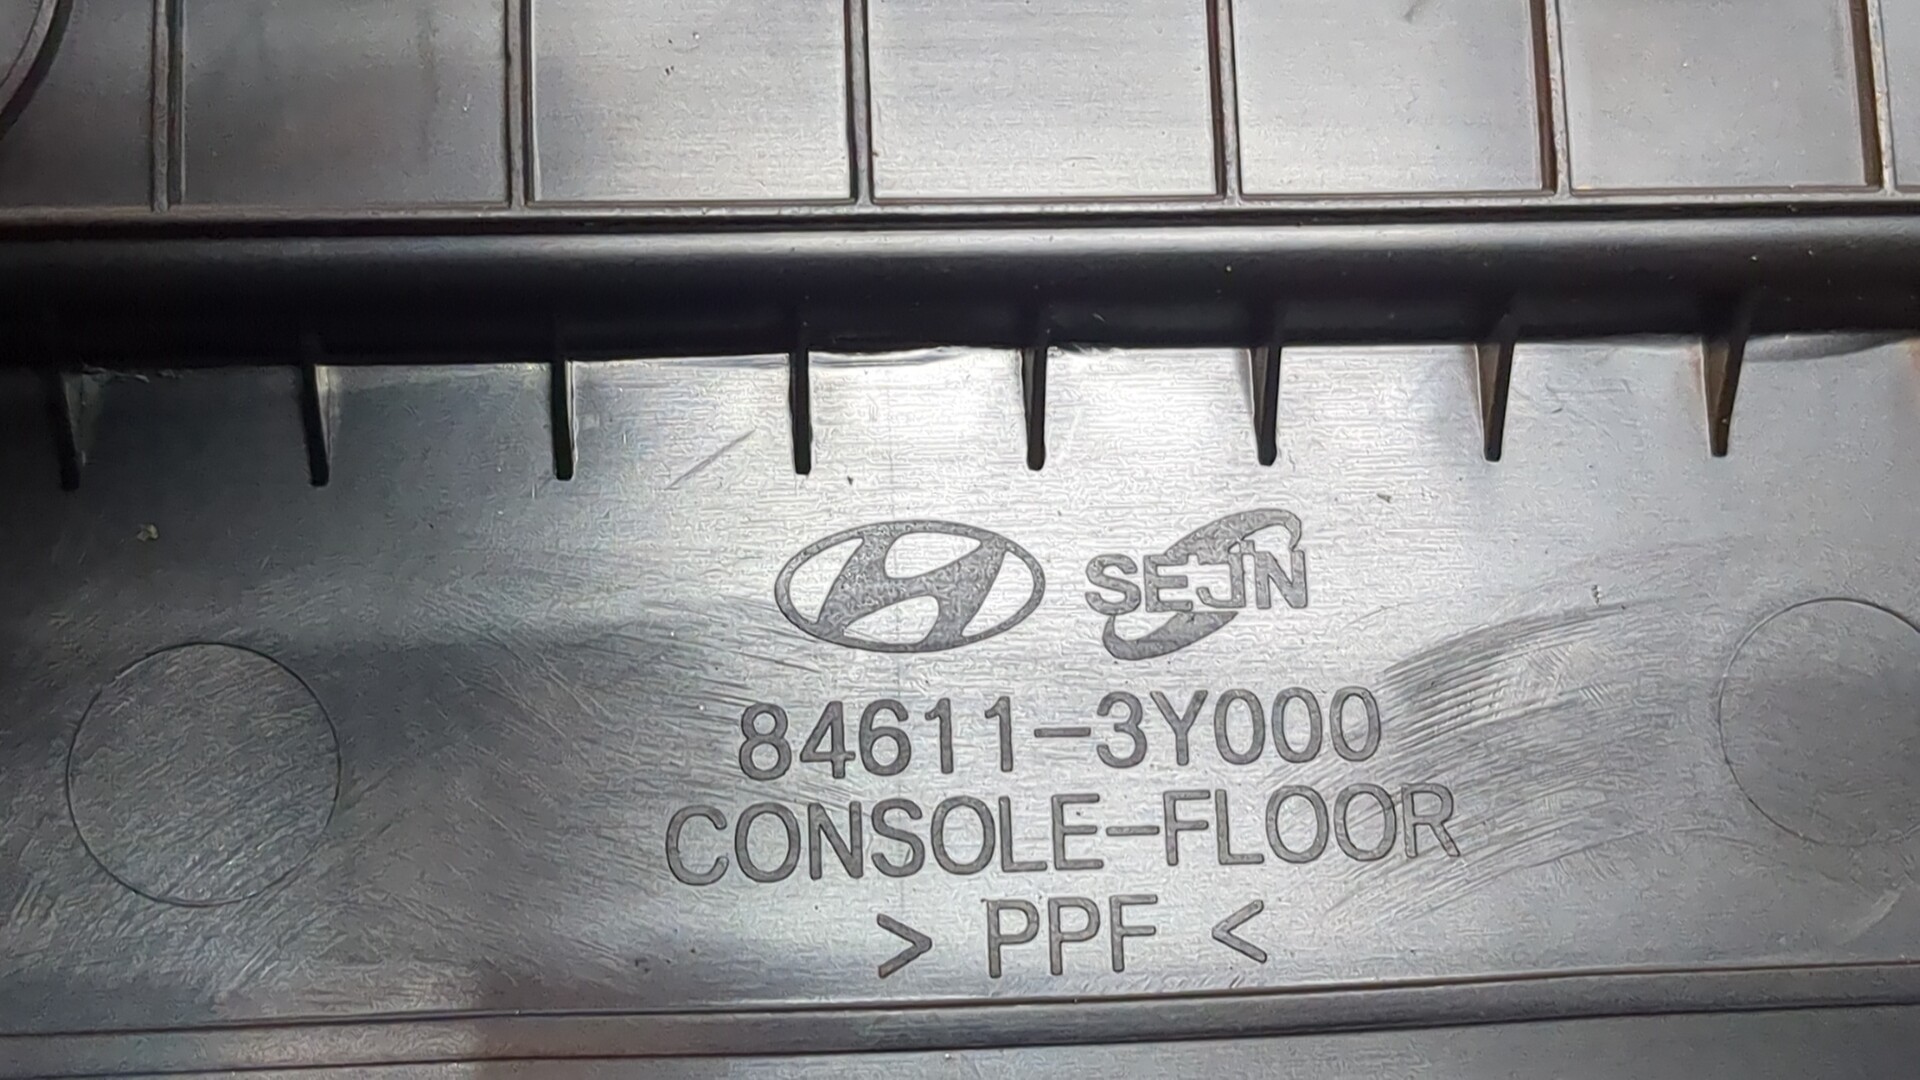 SEJIN
84611-3Y000
CONSOLE-FLOOR
> PPF <